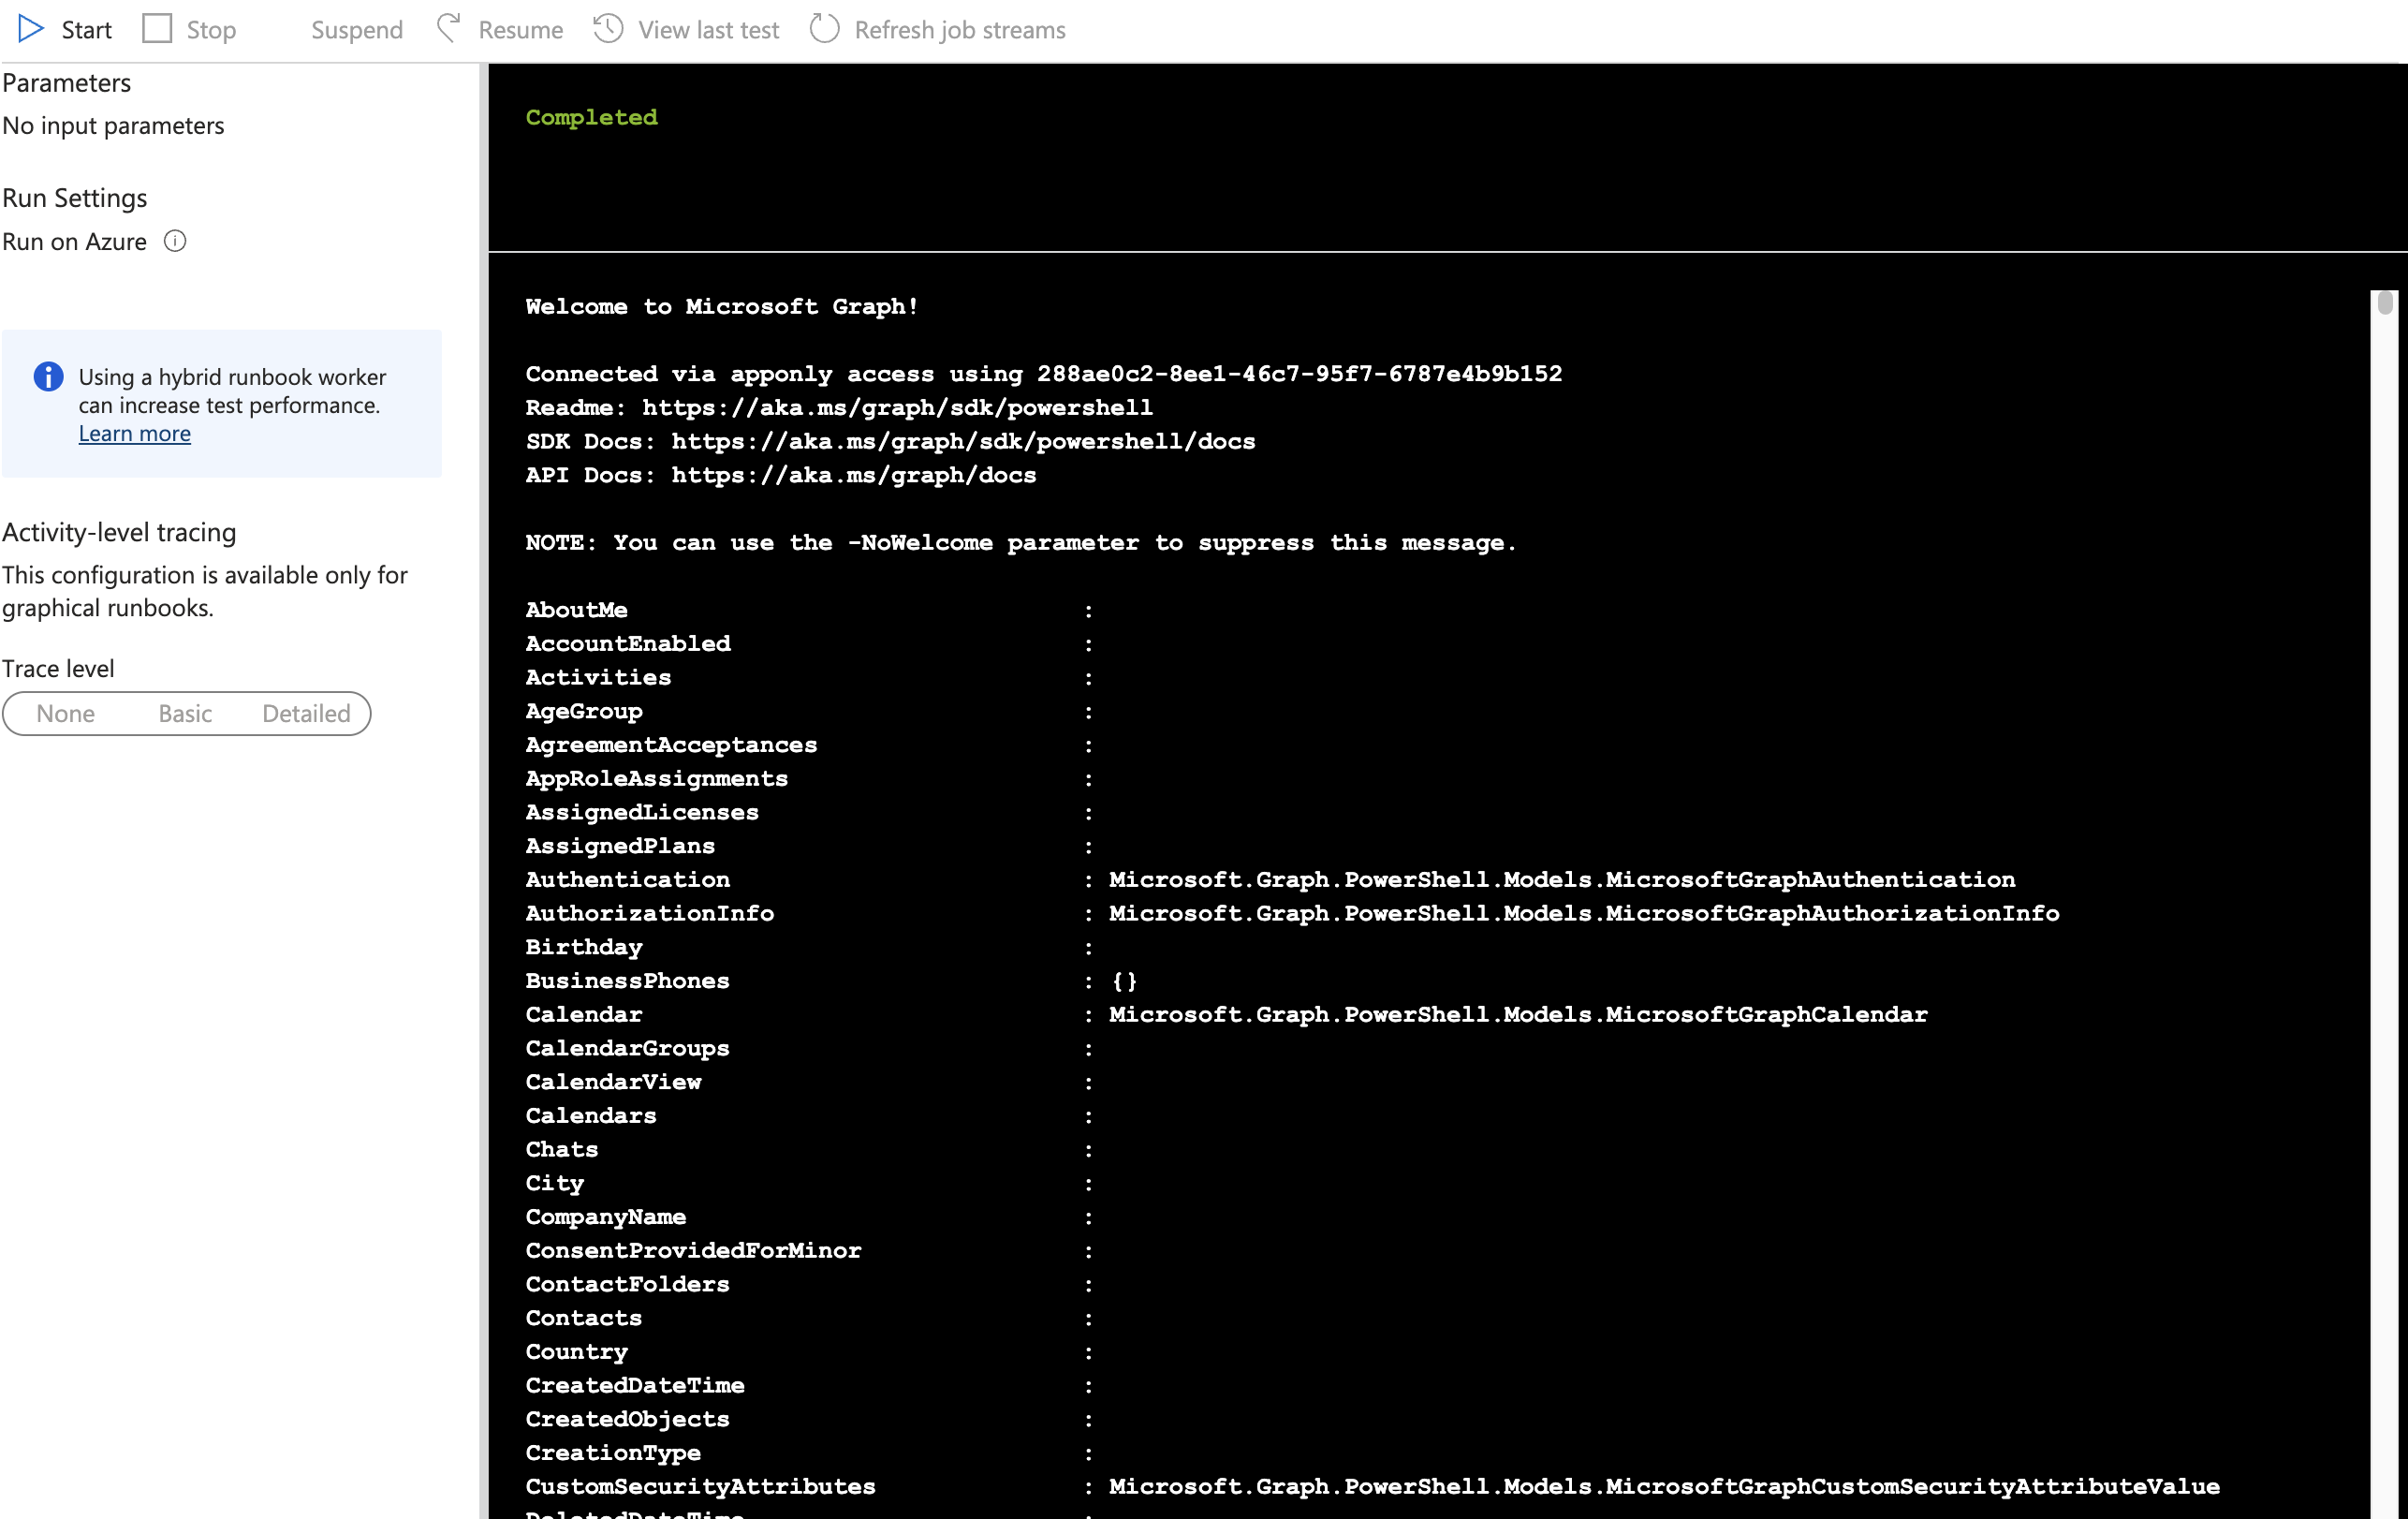 Start
Stop
Suspend
Resume
View last test
Refresh job streams
Parameters
No input parameters
Run Settings
Run on Azure
Using a hybrid runbook worker
can increase test performance.
Learn more
Activity-level tracing
This configuration is available only for
graphical runbooks.
Trace level
None
Basic
Detailed
Completed
Welcome to Microsoft Graph!
Connected via apponly access using 288ae0c2-8ee1-46c7-95f7-6787e4b9b152
Readme: https://aka.ms/graph/sdk/powershell
SDK Docs: https://aka.ms/graph/sdk/powershell/docs
API Docs: https://aka.ms/graph/docs
NOTE: You can use the -NoWelcome parameter to suppress this message.
AboutMe :
AccountEnabled :
Activities :
AgeGroup :
AgreementAcceptances :
AppRoleAssignments :
AssignedLicenses :
AssignedPlans :
Authentication : Microsoft.Graph.PowerShell.Models.MicrosoftGraphAuthentication
AuthorizationInfo : Microsoft.Graph.PowerShell.Models.MicrosoftGraphAuthorizationInfo
Birthday :
BusinessPhones : {}
Calendar : Microsoft.Graph.PowerShell.Models.MicrosoftGraphCalendar
CalendarGroups :
CalendarView :
Calendars :
Chats :
City :
CompanyName :
ConsentProvidedForMinor :
ContactFolders :
Contacts :
Country :
CreatedDateTime :
CreatedObjects :
CreationType :
CustomSecurityAttributes : Microsoft.Graph.PowerShell.Models.MicrosoftGraphCustomSecurityAttributeValue
DeletedDateTime :